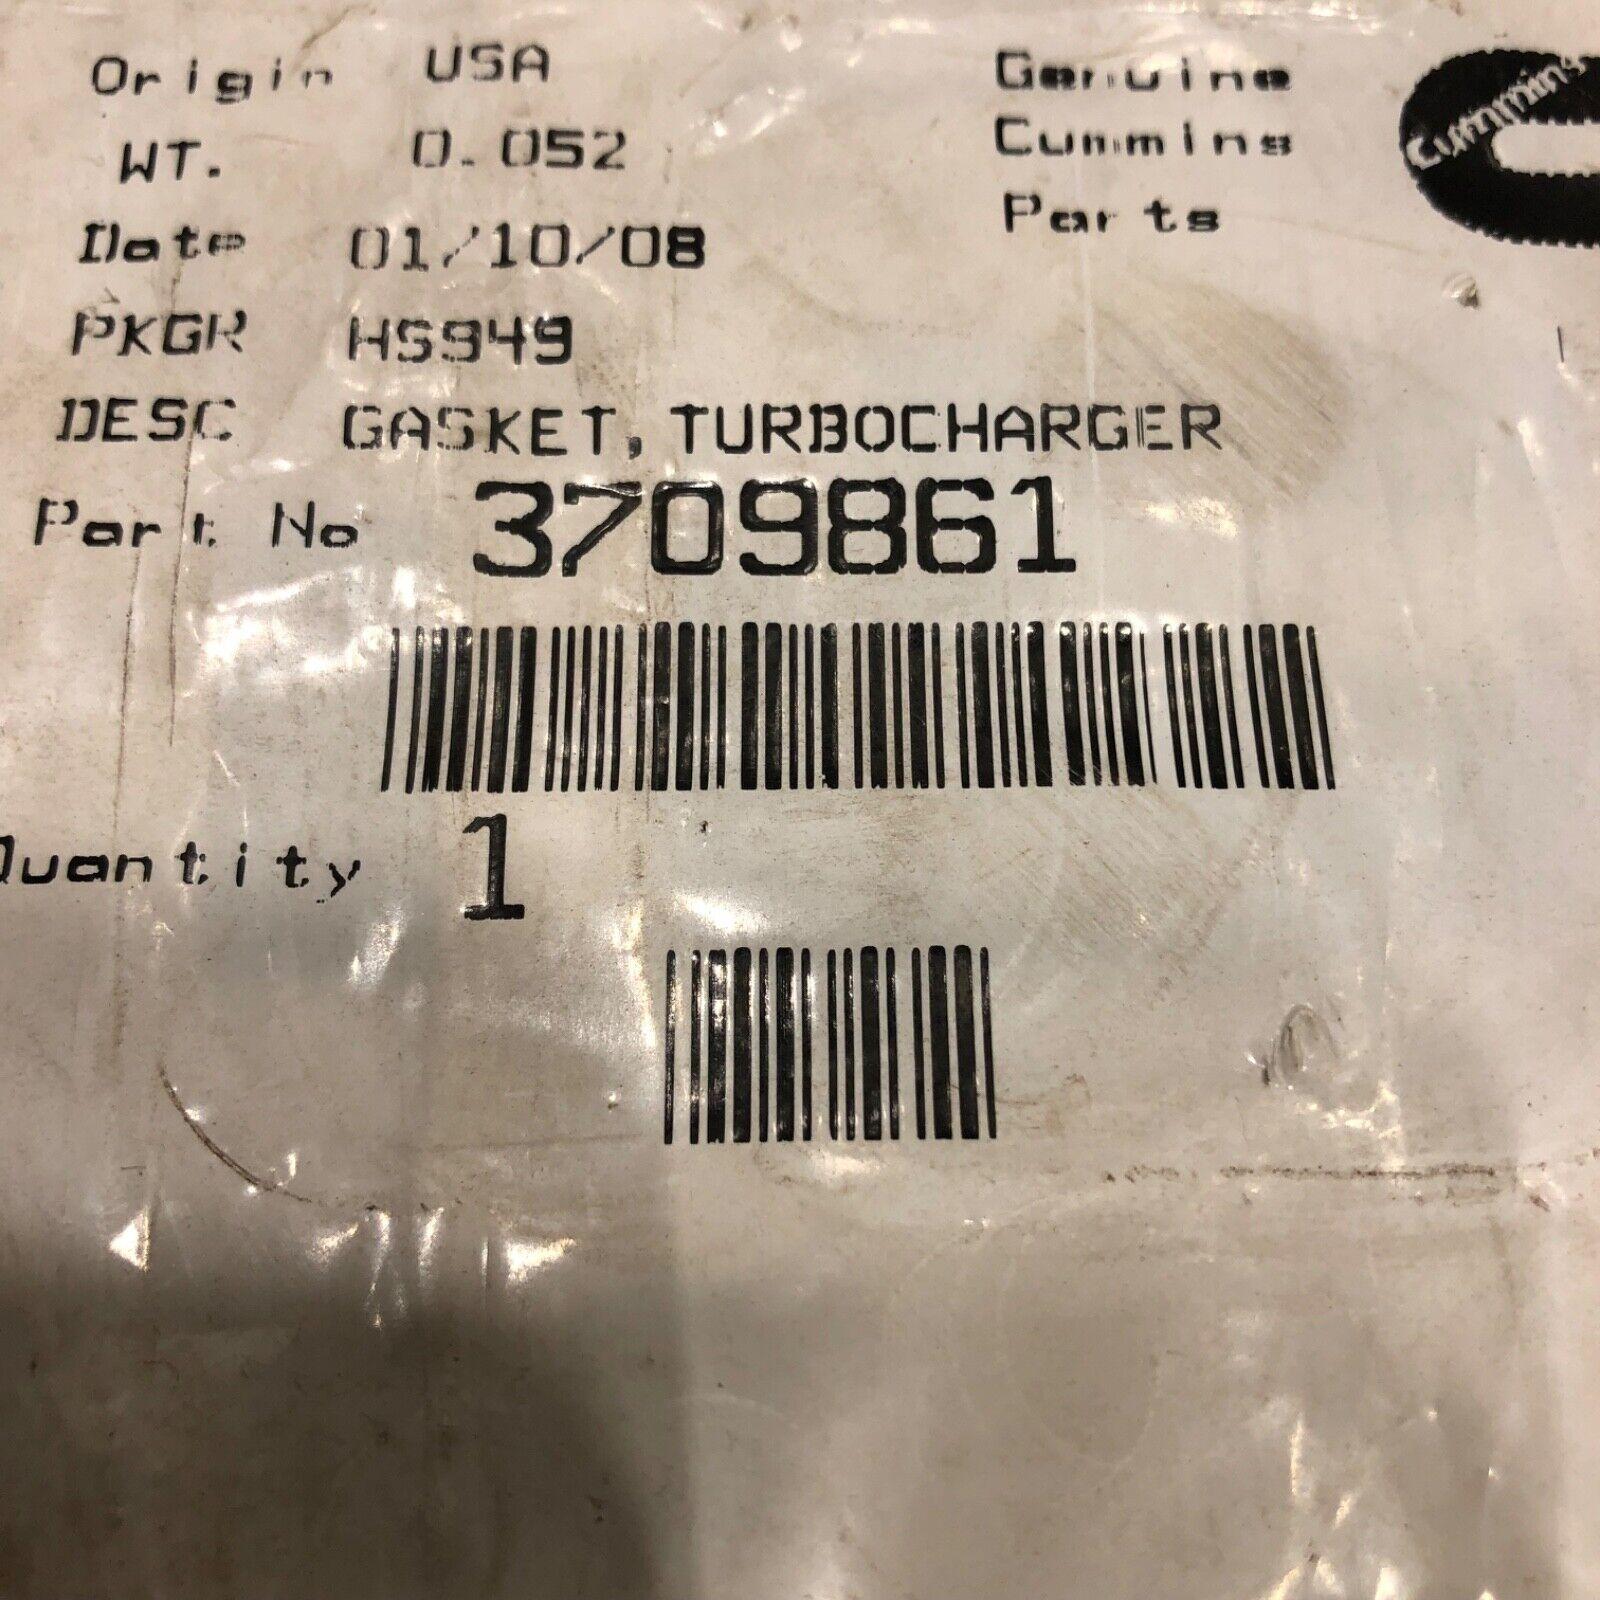 Origin USA
WT. 0.052
Date 01/10/08
PKGR HS949
DESC GASKET, TURBOCHARGER
Part No 3709861
Quantity 1
Genuine
Cummins
Parts
Cummins